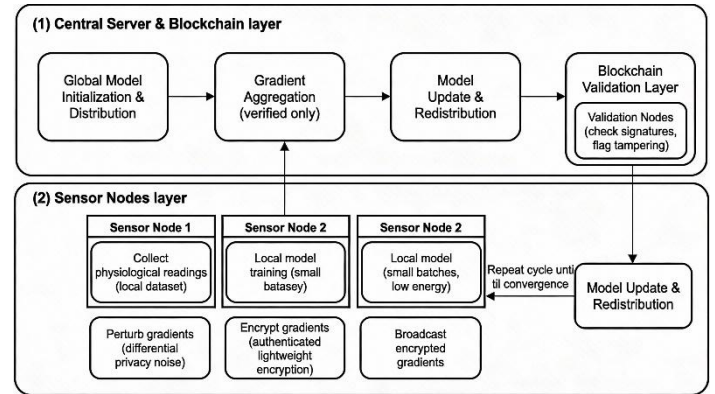 (1) Central Server & Blockchain layer
Global Model
Initialization &
Distribution
Gradient
Aggregation
(verified only)
Model
Update &
Redistribution
Blockchain
Validation Layer
Validation Nodes
(check signatures,
flag tampering)
(2) Sensor Nodes layer
Sensor Node 1
Collect
physiological readings
(local dataset)
Sensor Node 2
Local model
training (small
batasey)
Sensor Node 2
Local model
(small batches,
low energy)
Repeat cycle unti
til convergence
Model Update &
Redistribution
Perturb gradients
(differential
privacy noise)
Encrypt gradients
(authenticated
lightweight
encryption)
Broadcast
encrypted
gradients